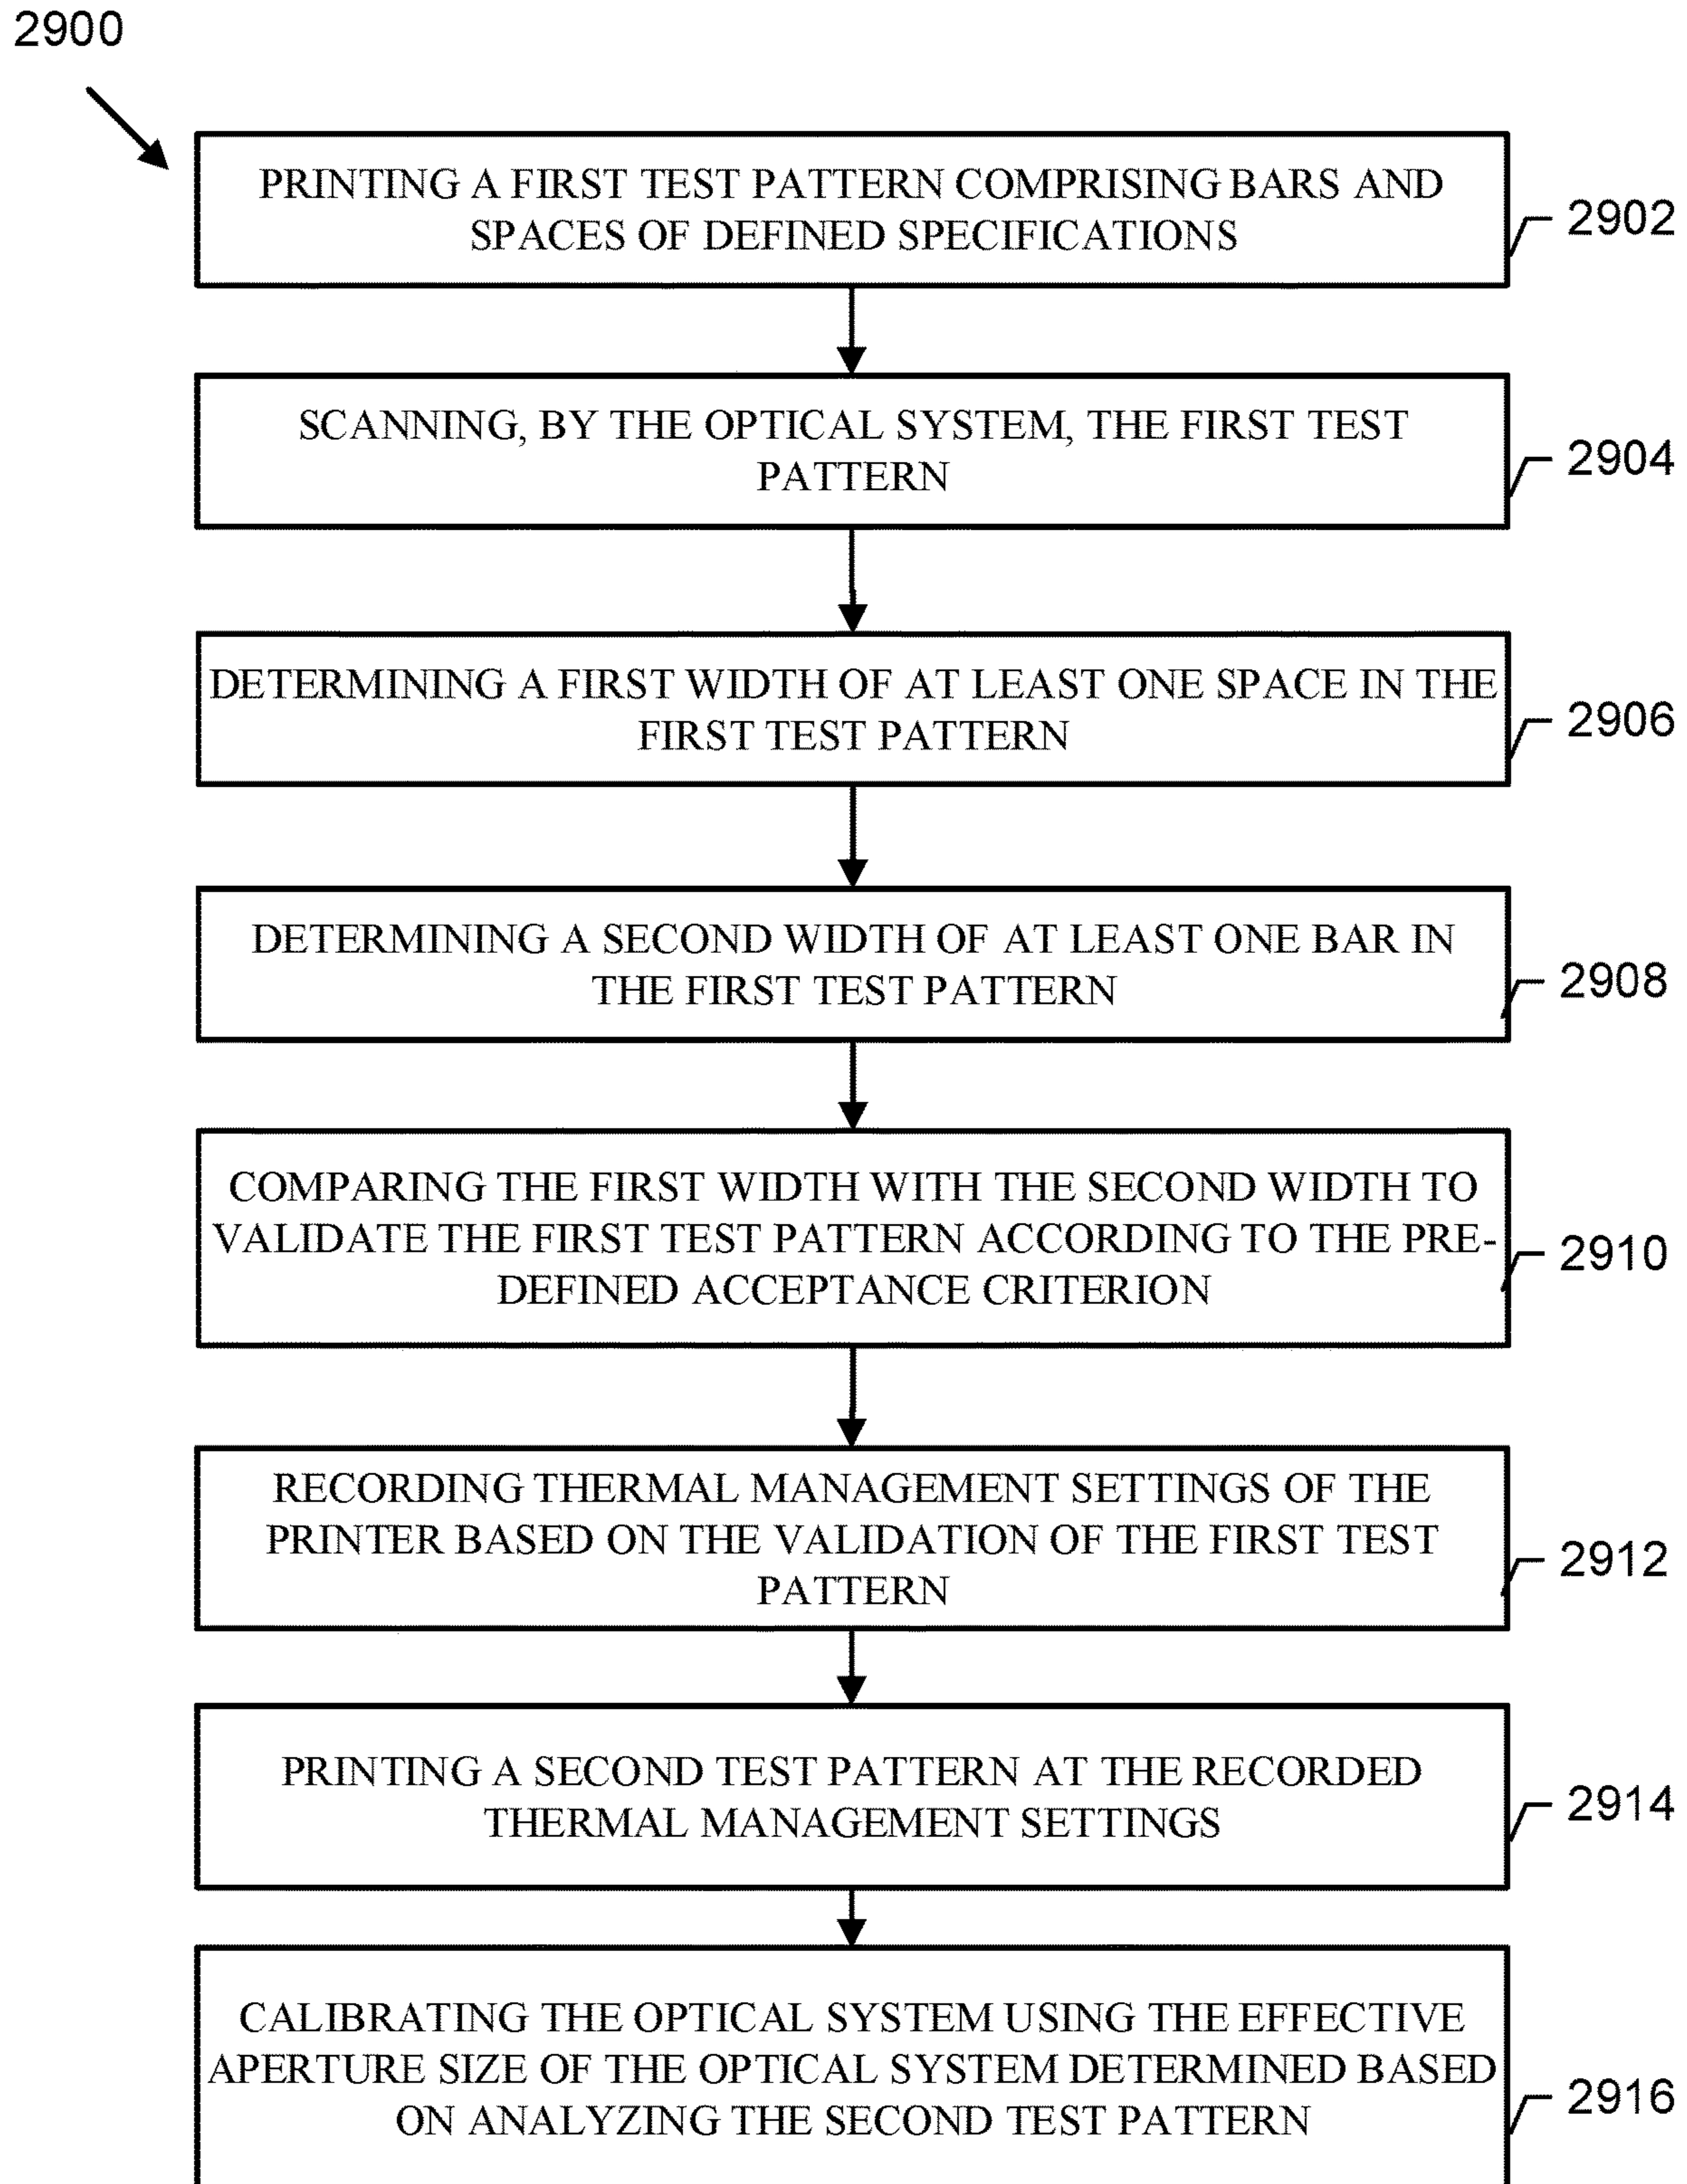 2900
PRINTING A FIRST TEST PATTERN COMPRISING BARS AND
SPACES OF DEFINED SPECIFICATIONS
2902
SCANNING, BY THE OPTICAL SYSTEM, THE FIRST TEST
PATTERN
2904
DETERMINING A FIRST WIDTH OF AT LEAST ONE SPACE IN THE
FIRST TEST PATTERN
2906
DETERMINING A SECOND WIDTH OF AT LEAST ONE BAR IN
THE FIRST TEST PATTERN
2908
COMPARING THE FIRST WIDTH WITH THE SECOND WIDTH TO
VALIDATE THE FIRST TEST PATTERN ACCORDING TO THE PRE-
DEFINED ACCEPTANCE CRITERION
2910
RECORDING THERMAL MANAGEMENT SETTINGS OF THE
PRINTER BASED ON THE VALIDATION OF THE FIRST TEST
PATTERN
2912
PRINTING A SECOND TEST PATTERN AT THE RECORDED
THERMAL MANAGEMENT SETTINGS
2914
CALIBRATING THE OPTICAL SYSTEM USING THE EFFECTIVE
APERTURE SIZE OF THE OPTICAL SYSTEM DETERMINED BASED
ON ANALYZING THE SECOND TEST PATTERN
2916